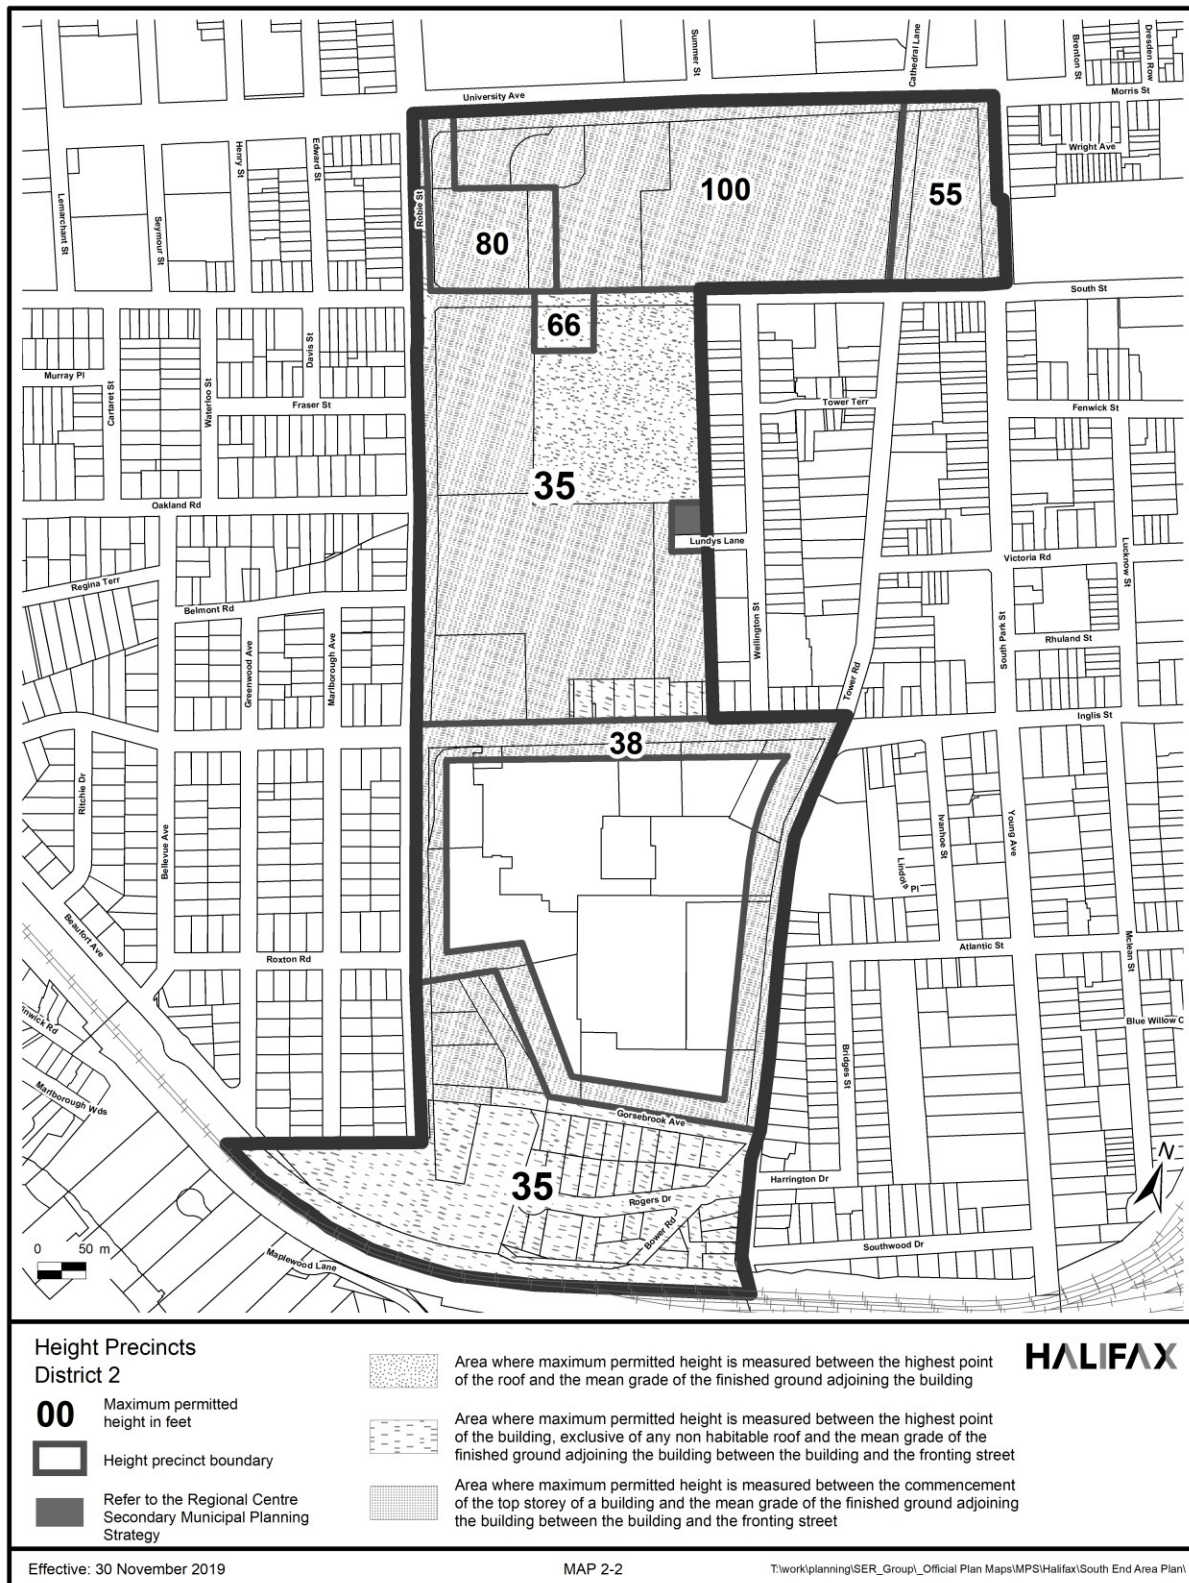 University Ave
Summer St
Cathedral Lane
Brenton St
Dresden Row
Morris St
Wright Ave
Henry St
Edward St
Lemarchant St
Seymour St
Robie St
100
55
80
South St
66
Murray Pl
Cartaret St
Waterloo St
Davis St
Fraser St
Tower Terr
Fenwick St
35
Oakland Rd
Lundys Lane
Victoria Rd
Lucknow St
Regina Terr
Belmont Rd
Greenwood Ave
Marlborough Ave
Wellington St
South Park St
Rhuland St
Tower Rd
Inglis St
38
Ritchie Dr
Bellevue Ave
Ivanhoe St
Young Ave
Pl
Beaufort Ave
Roxton Rd
Atlantic St
Mclean St
inwick Rd
Blue Willow C
Marlborough Wds
Bridges St
Gorsebrook Ave
N
35
Rogers Dr
Harrington Dr
Bower Rd
Southwood Dr
0 50 m
Maplewood Lane
Height Precincts
District 2
00 Maximum permitted
height in feet
Height precinct boundary
Refer to the Regional Centre
Secondary Municipal Planning
Strategy
Area where maximum permitted height is measured between the highest point
of the roof and the mean grade of the finished ground adjoining the building
Area where maximum permitted height is measured between the highest point
of the building, exclusive of any non habitable roof and the mean grade of the
finished ground adjoining the building between the building and the fronting street
Area where maximum permitted height is measured between the commencement
of the top storey of a building and the mean grade of the finished ground adjoining
the building between the building and the fronting street
HALIFAX
Effective: 30 November 2019
MAP 2-2
T:\work\planning\SER_Group\_Official Plan Maps\MPS\Halifax\South End Area Plan\